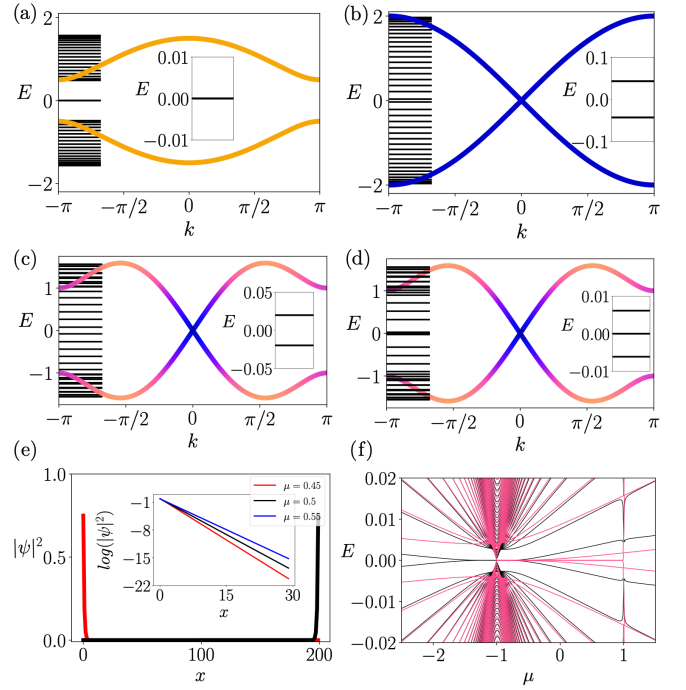 (a)
2
E
0
−2
−π
−π/2
0
π/2
π
k
E
0.01
0.00
−0.01
(b)
2
E
0
−2
−π
−π/2
0
π/2
π
k
E
0.1
0.0
−0.1
(c)
1
E
0
−1
−π
−π/2
0
π/2
π
k
E
0.05
0.00
−0.05
(d)
1
E
0
−1
−π
−π/2
0
π/2
π
k
E
0.01
0.00
−0.01
(e)
1.0
|ψ|²
0.5
0.0
0
100
200
x
μ = 0.45
μ = 0.5
μ = 0.55
log(|ψ|²)
−1
−8
−15
−22
0
15
30
x
(f)
0.02
0.01
E
0.00
−0.01
−0.02
−2
−1
0
1
μ